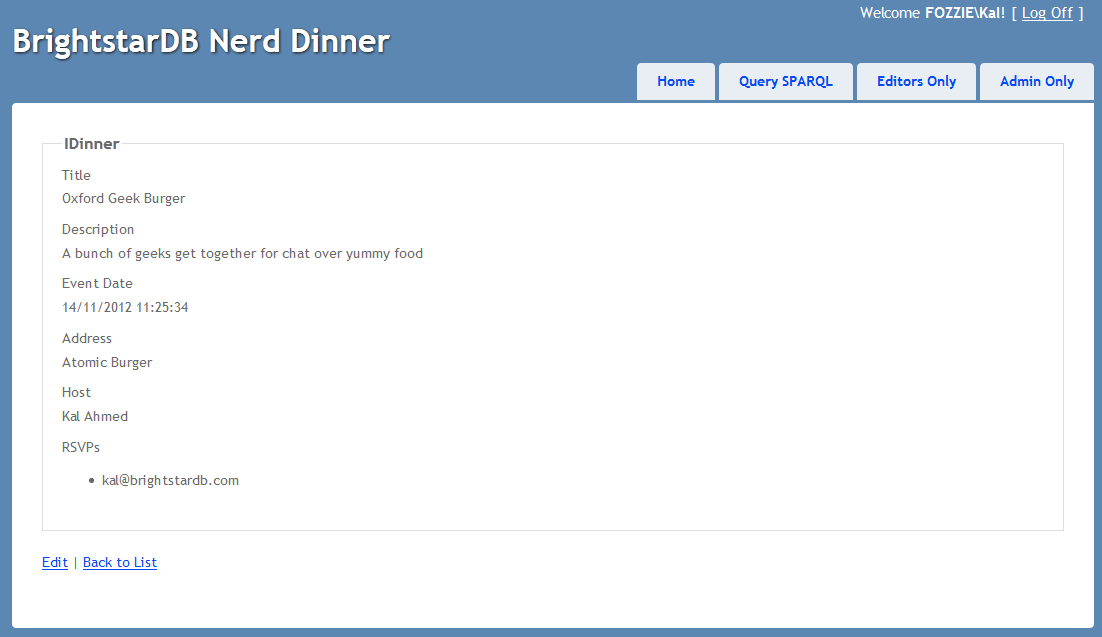 Welcome FOZZIE\Kal! [ Log Off ]
BrightstarDB Nerd Dinner
Home Query SPARQL Editors Only Admin Only
IDinner
Title
Oxford Geek Burger
Description
A bunch of geeks get together for chat over yummy food
Event Date
14/11/2012 11:25:34
Address
Atomic Burger
Host
Kal Ahmed
RSVPs
• kal@brightstardb.com
Edit | Back to List